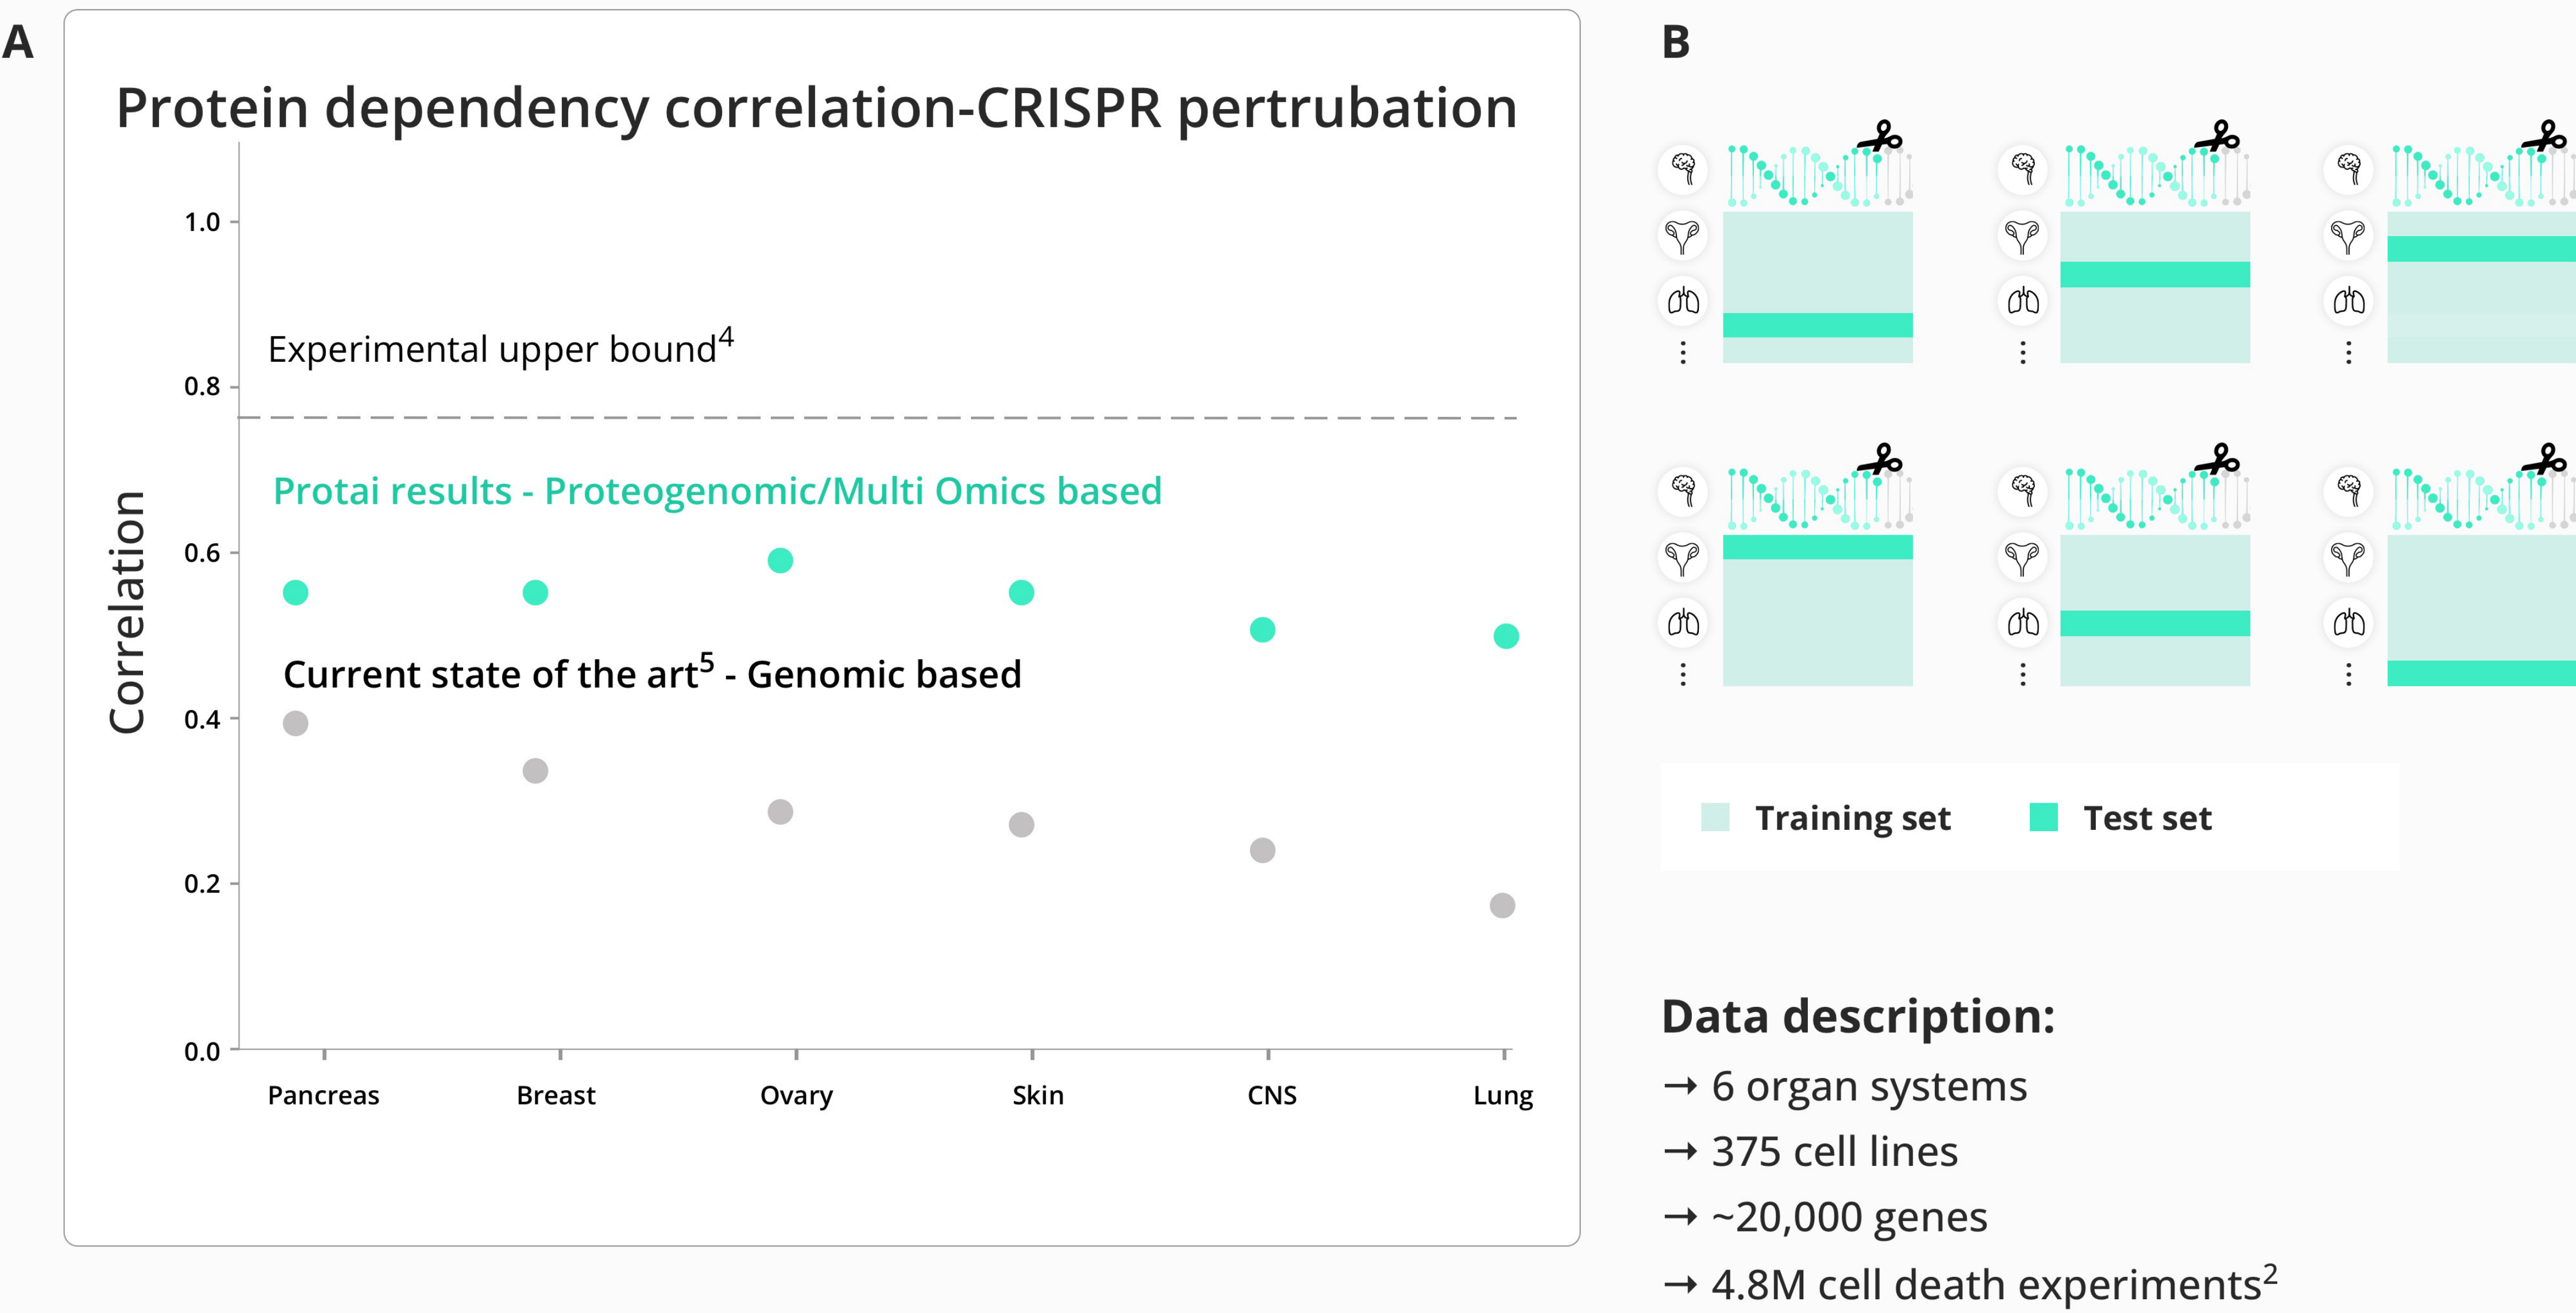 A
Protein dependency correlation-CRISPR pertrubation
Correlation
1.0
0.8
0.6
0.4
0.2
0.0
Experimental upper bound⁴
Protai results - Proteogenomic/Multi Omics based
Current state of the art⁵ - Genomic based
Pancreas Breast Ovary Skin CNS Lung
B
Training set Test set
Data description:
→ 6 organ systems
→ 375 cell lines
→ ~20,000 genes
→ 4.8M cell death experiments²